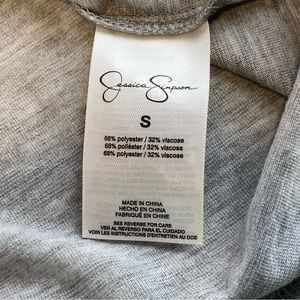 Jessica Simpson
S
68% polyester / 32% viscose
68% poliéster / 32% viscosa
68% polyester / 32% viscose
MADE IN CHINA
HECHO EN CHINA
FABRIQUÉ EN CHINE
SEE REVERSE FOR CARE
VER AL REVERSO PARA EL CUIDADO
VOIR LES INSTRUCTIONS D'ENTRETIEN AU DOS